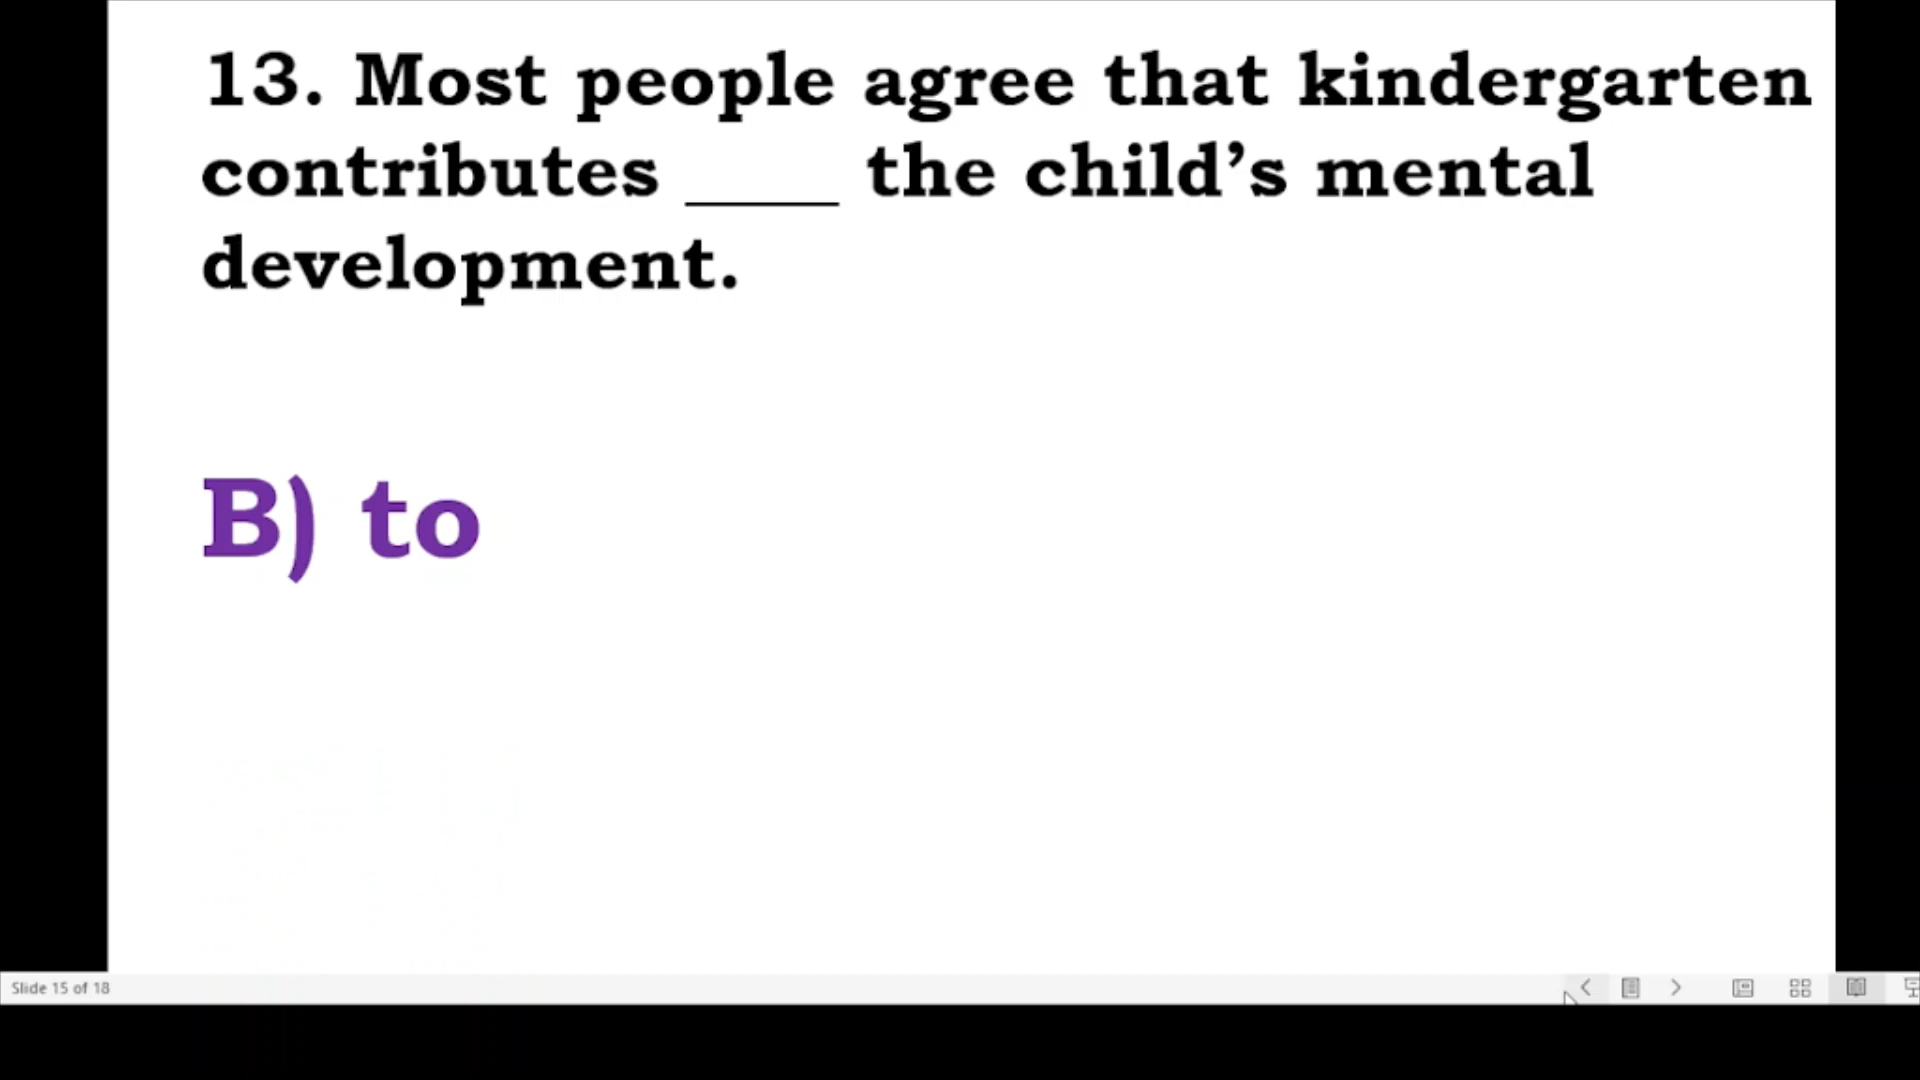 13. Most people agree that kindergarten
contributes ____ the child’s mental
development.
B) to
Slide 15 of 18